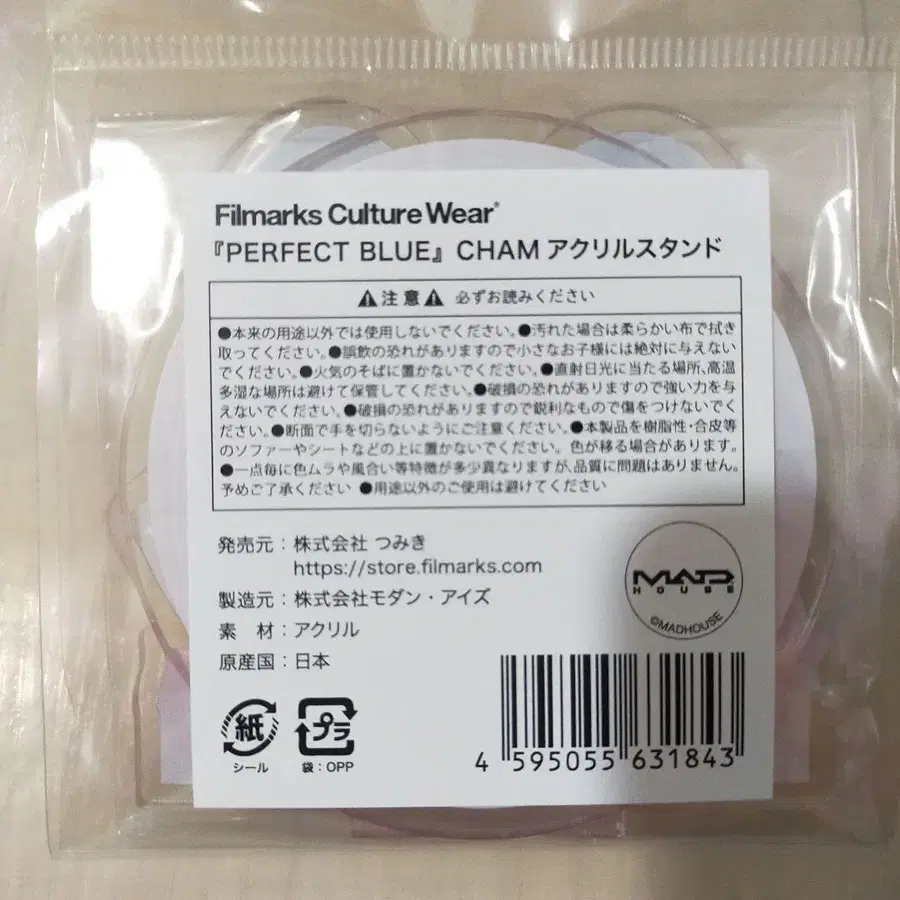 Filmarks Culture Wear®
『PERFECT BLUE』 CHAM アクリルスタンド
⚠注意⚠ 必ずお読みください
●本来の用途以外では使用しないでください。●汚れた場合は柔らかい布で拭き
取ってください。●誤飲の恐れがありますので小さなお子様には絶対に与えない
でください。●火気のそばに置かないでください。●直射日光に当たる場所、高温
多湿な場所は避けて保管してください。●破損の恐れがありますので強い力を与
えないでください。●破損の恐れがありますので鋭利なもので傷をつけないでく
ださい。●断面で手を切らないようにご注意ください。●本製品を樹脂性・合皮等
のソファーやシートなどの上に置かないでください。色が移る場合があります。
●一点毎に色ムラや風合い等特徴が多少異なりますが、品質に問題はありません。
予めご了承ください ●用途以外のご使用は避けてください
発売元：株式会社 つみき
https://store.filmarks.com
製造元：株式会社モダン・アイズ
素 材：アクリル
原産国：日本
MAD
HOUSE
©MADHOUSE
紙
シール
プラ
袋：OPP
4 595055 631843